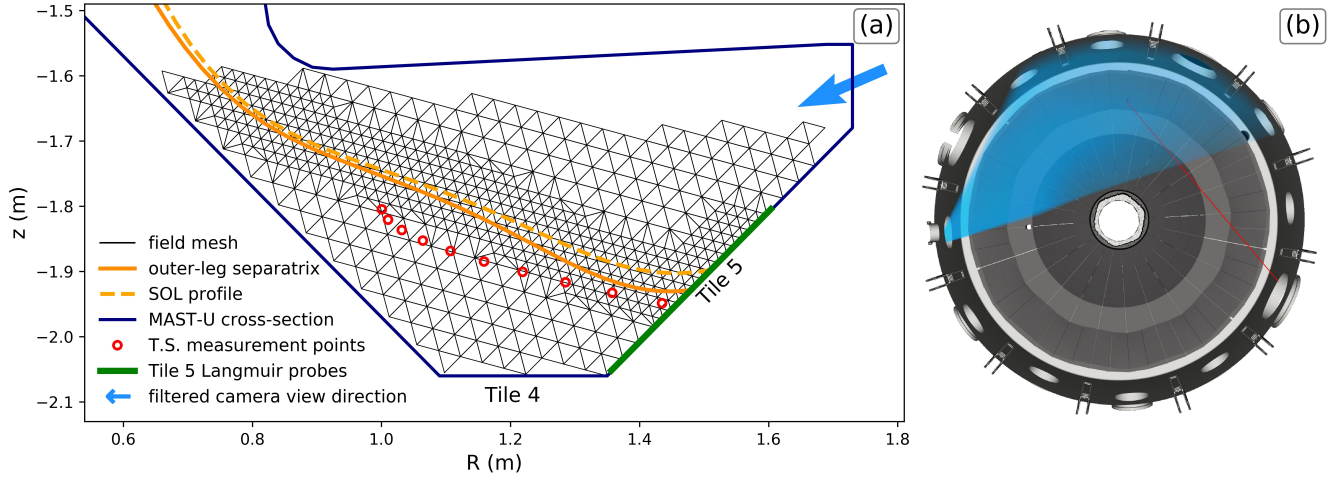 (a)
(b)
−1.5
−1.6
−1.7
−1.8
−1.9
−2.0
−2.1
z (m)
field mesh
outer-leg separatrix
SOL profile
MAST-U cross-section
T.S. measurement points
Tile 5 Langmuir probes
filtered camera view direction
Tile 5
Tile 4
0.6 0.8 1.0 1.2 1.4 1.6 1.8
R (m)